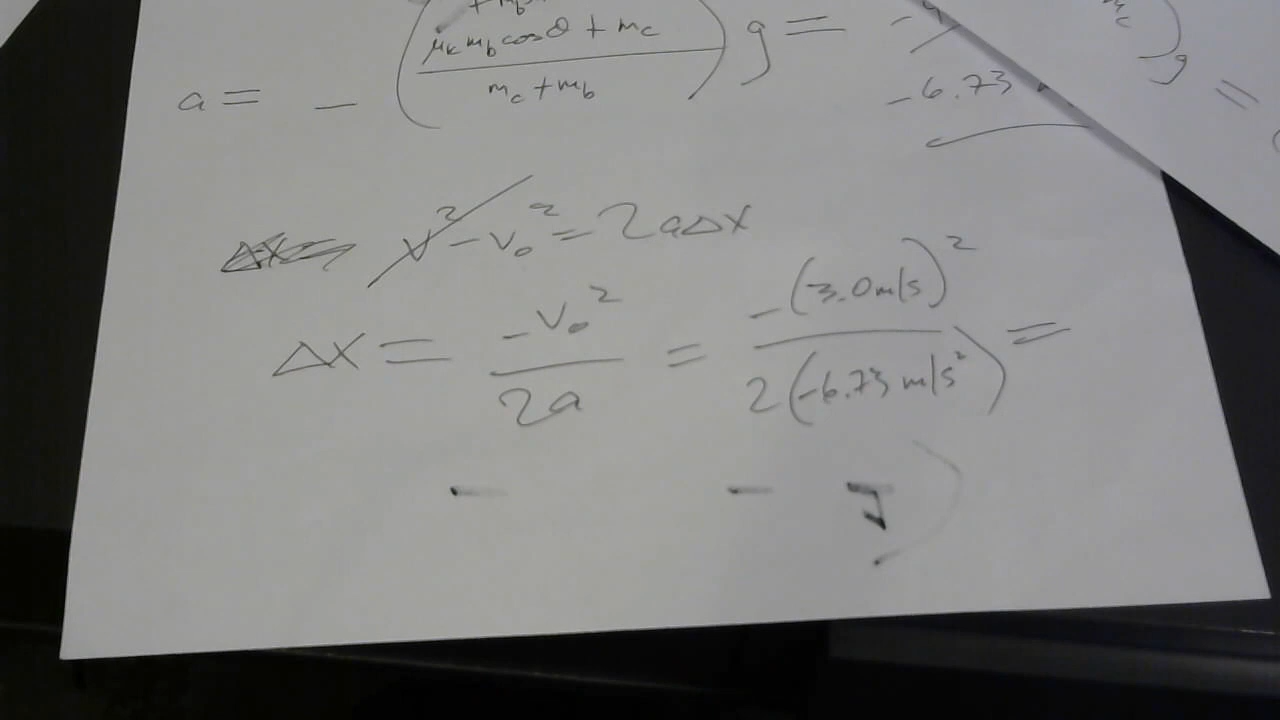 a = - ( μk mb cosθ + mc / mc + mb ) g =
-6.73
v² - v₀² = 2aΔx
Δx = -v₀² / 2a = -(3.0 m/s)² / 2(-6.73 m/s²) =